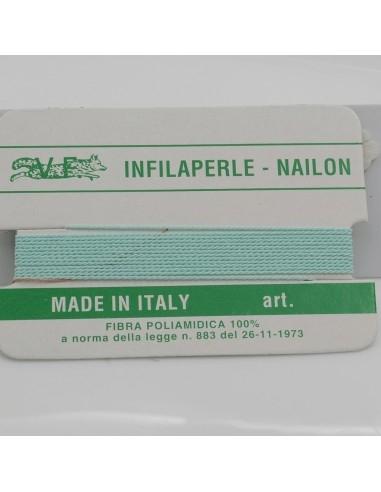 V.F.
INFILAPERLE - NAILON
MADE IN ITALY art.
FIBRA POLIAMIDICA 100%
a norma della legge n. 883 del 26-11-1973